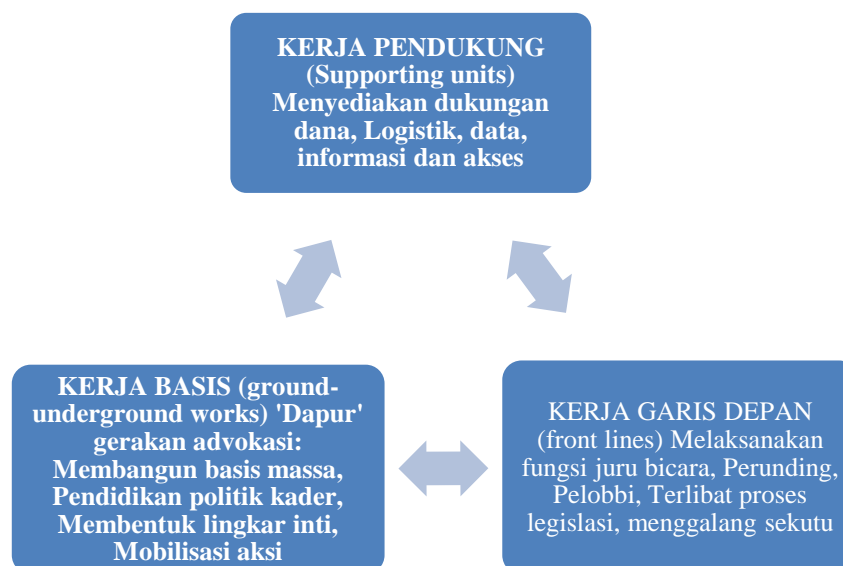 KERJA PENDUKUNG
(Supporting units)
Menyediakan dukungan
dana, Logistik, data,
informasi dan akses
KERJA BASIS (ground-
underground works) 'Dapur'
gerakan advokasi:
Membangun basis massa,
Pendidikan politik kader,
Membentuk lingkar inti,
Mobilisasi aksi
KERJA GARIS DEPAN
(front lines) Melaksanakan
fungsi juru bicara, Perunding,
Pelobbi, Terlibat proses
legislasi, menggalang sekutu